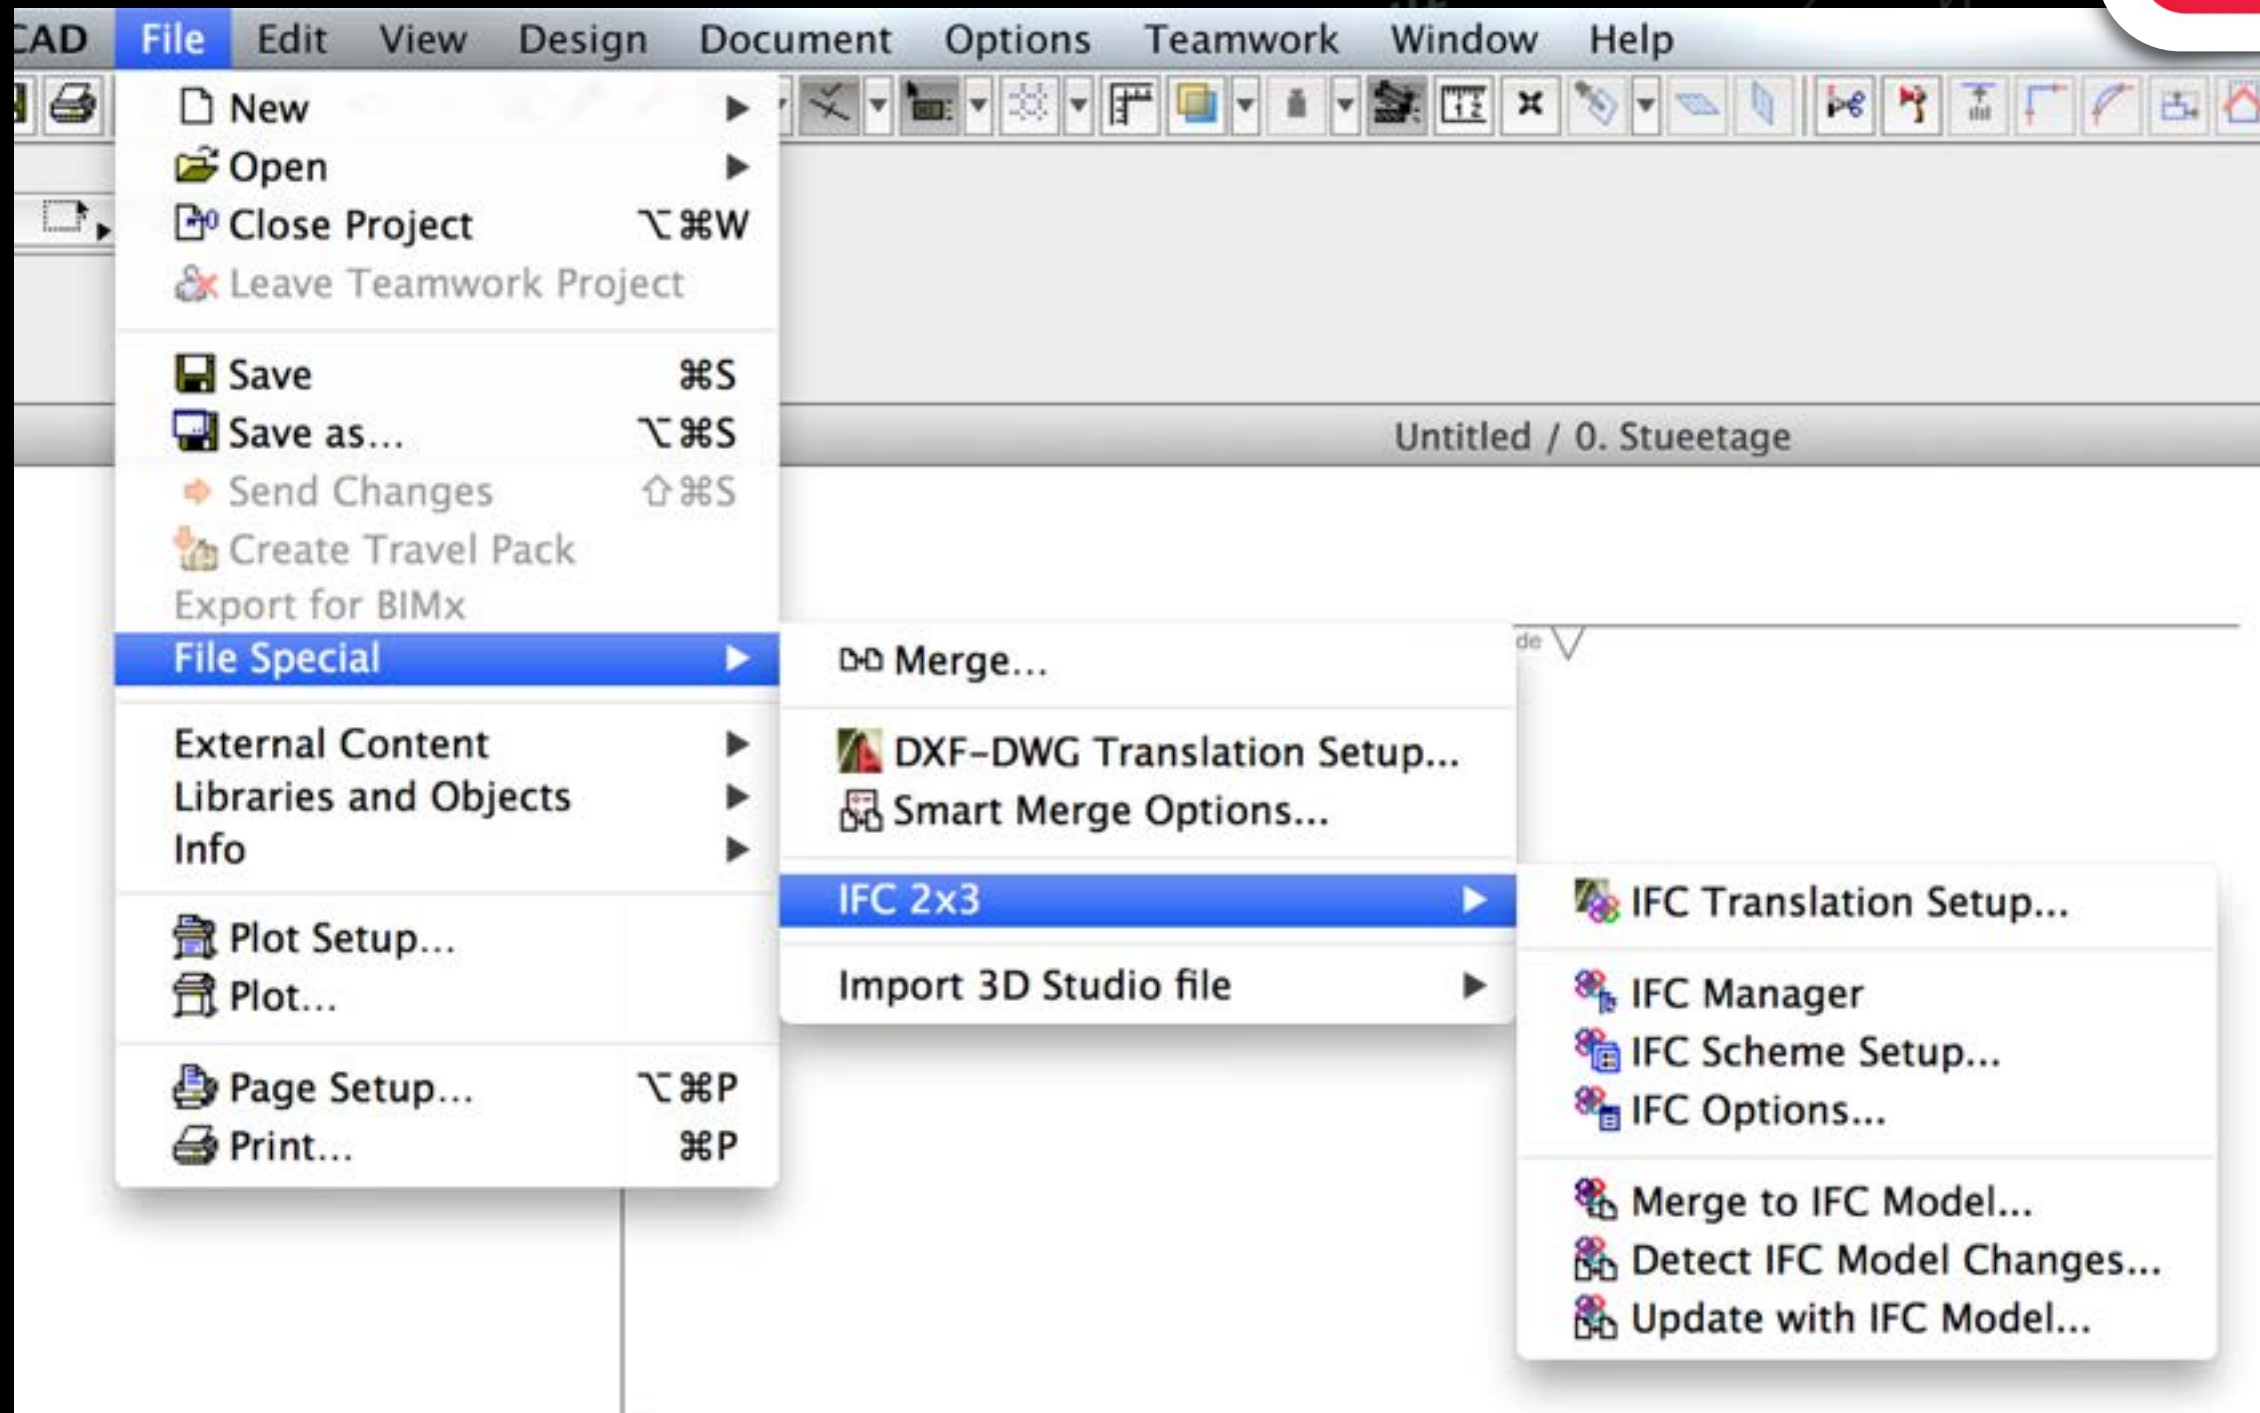 CAD File Edit View Design Document Options Teamwork Window Help
New
Open
Close Project ⌥⌘W
Leave Teamwork Project
Save ⌘S
Save as... ⌥⌘S
Send Changes ⇧⌘S
Create Travel Pack
Export for BIMx
File Special
External Content
Libraries and Objects
Info
Plot Setup...
Plot...
Page Setup... ⌥⌘P
Print... ⌘P
Untitled / 0. Stueetage
de
Merge...
DXF-DWG Translation Setup...
Smart Merge Options...
IFC 2x3
Import 3D Studio file
IFC Translation Setup...
IFC Manager
IFC Scheme Setup...
IFC Options...
Merge to IFC Model...
Detect IFC Model Changes...
Update with IFC Model...